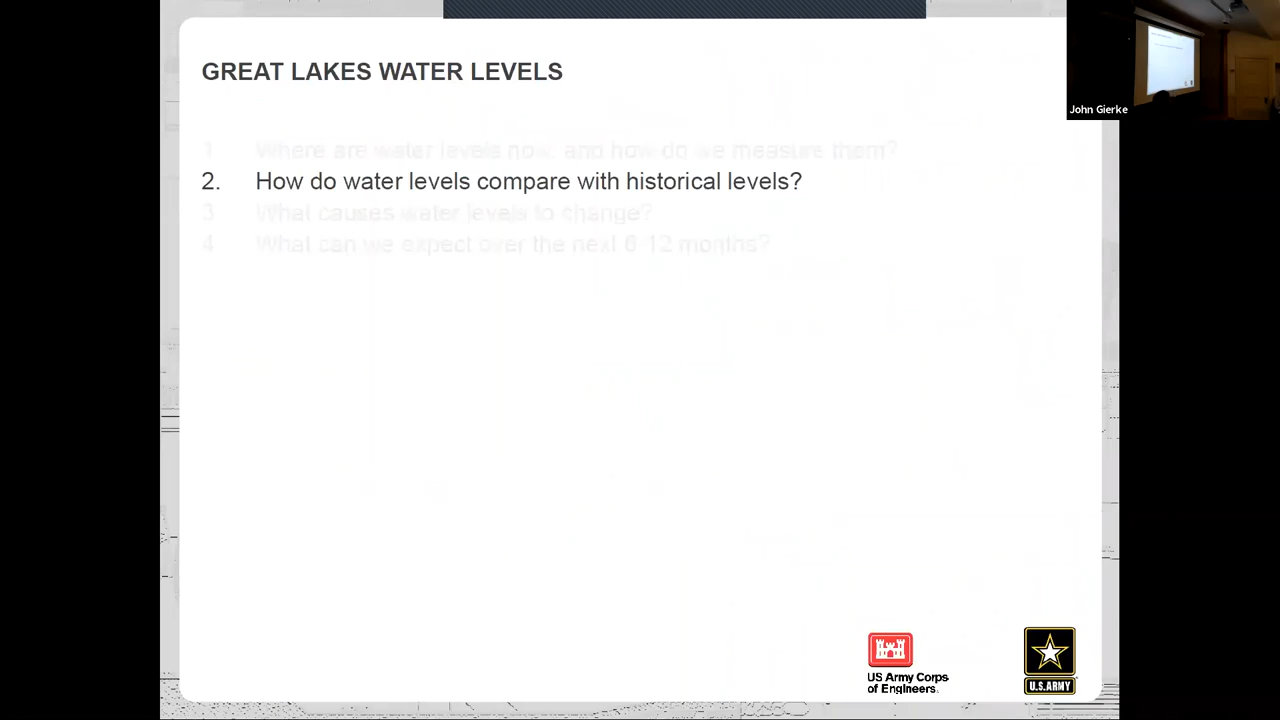 GREAT LAKES WATER LEVELS
John Gierke
1 Where are water levels now, and how do we measure them?
2. How do water levels compare with historical levels?
3 What causes water levels to change?
4 What can we expect over the next 6-12 months?
US Army Corps
of Engineers.
U.S.ARMY